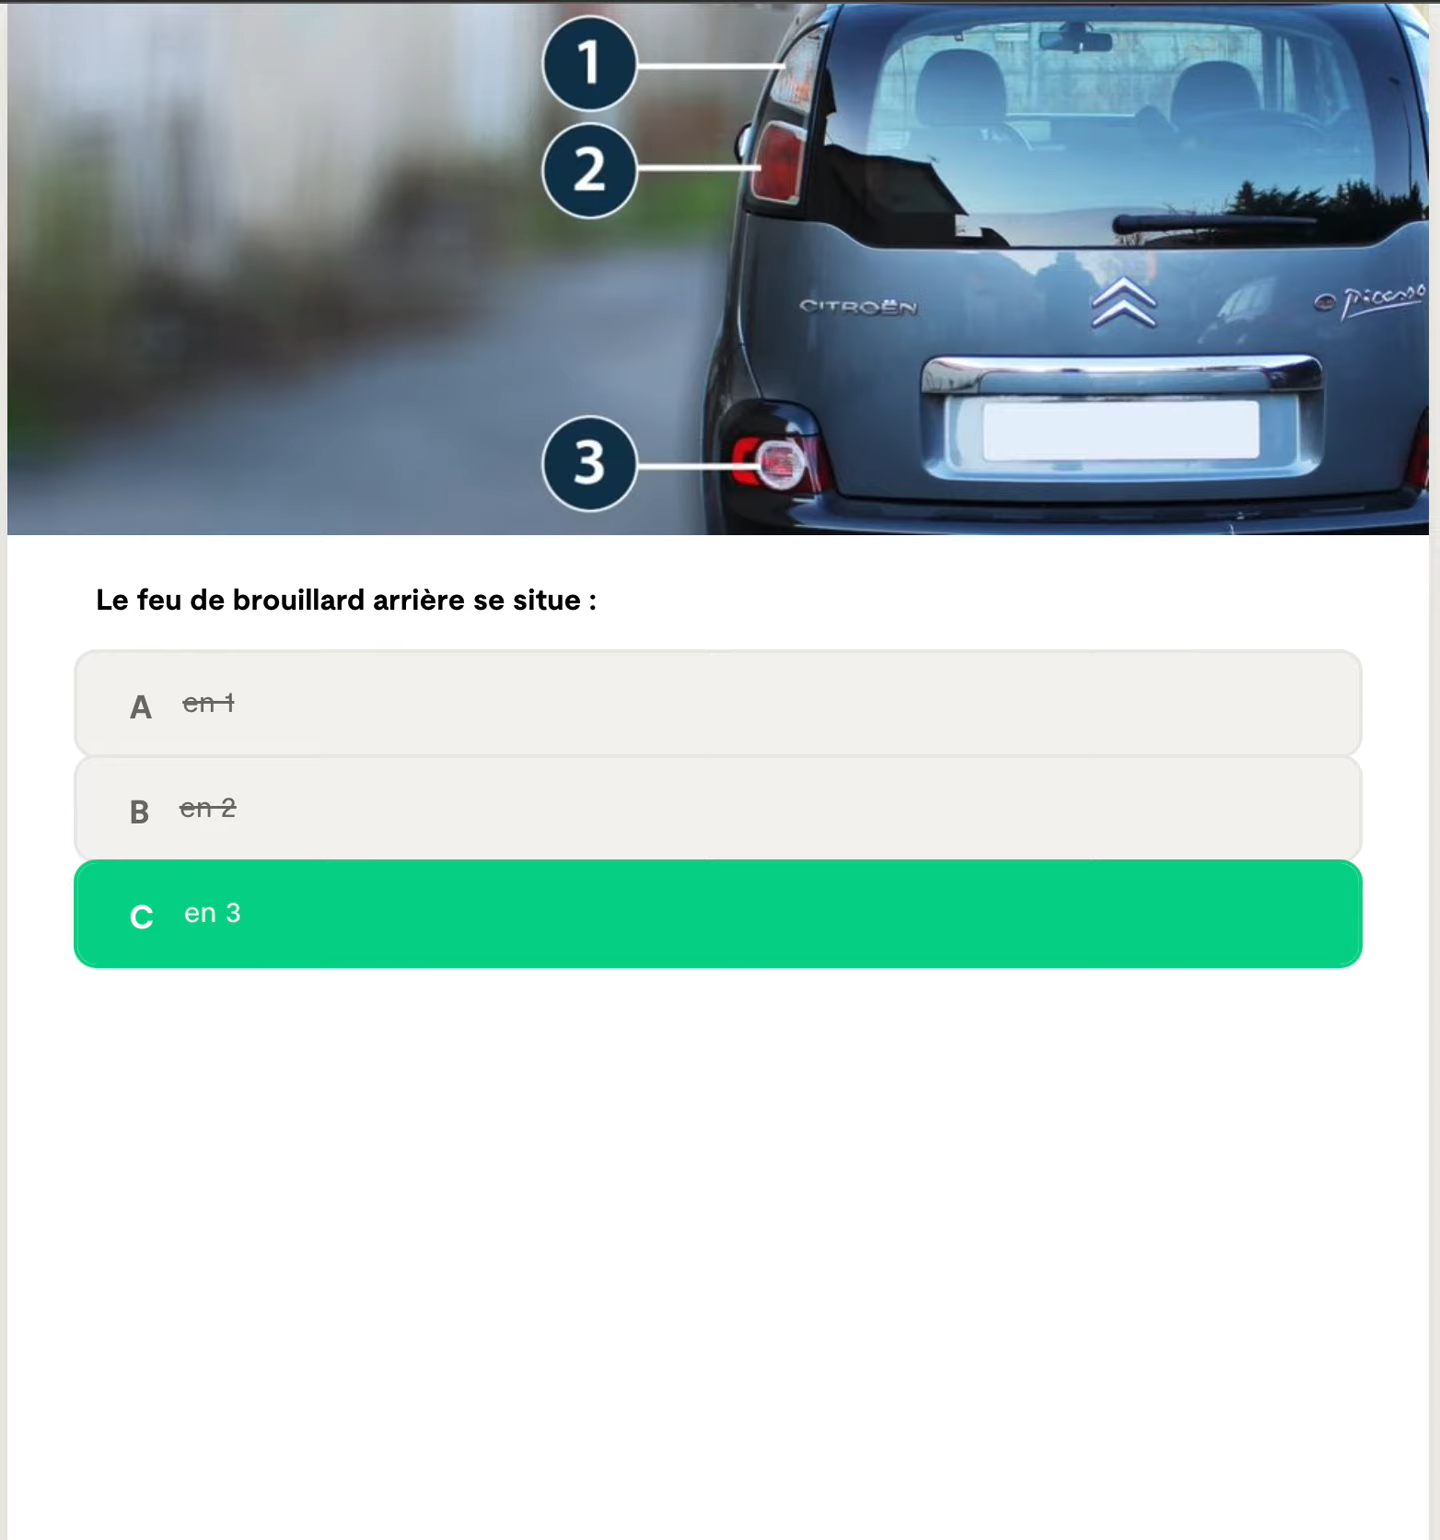 1
2
CITROËN
Picasso
3
Le feu de brouillard arrière se situe :
A en 1
B en 2
C en 3